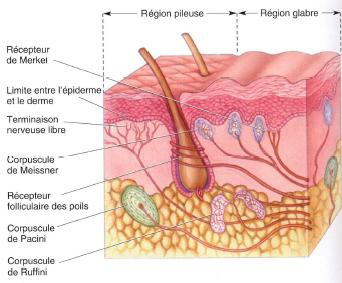 Région pileuse
Région glabre
Récepteur
de Merkel
Limite entre l'épiderme
et le derme
Terminaison
nerveuse libre
Corpuscule
de Meissner
Récepteur
folliculaire des poils
Corpuscule
de Pacini
Corpuscule
de Ruffini